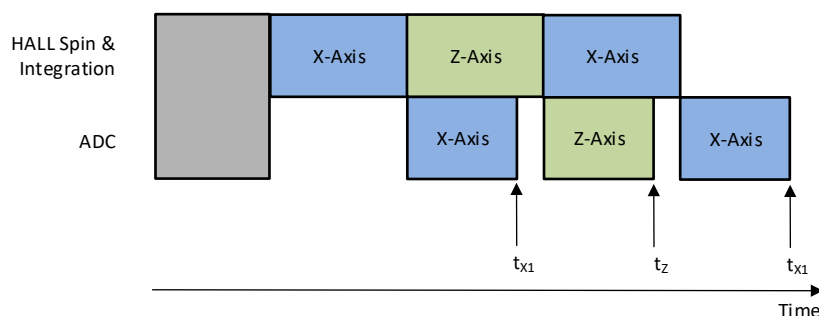 HALL Spin &
Integration
X-Axis
Z-Axis
X-Axis
ADC
X-Axis
Z-Axis
X-Axis
tX1
tZ
tX1
Time